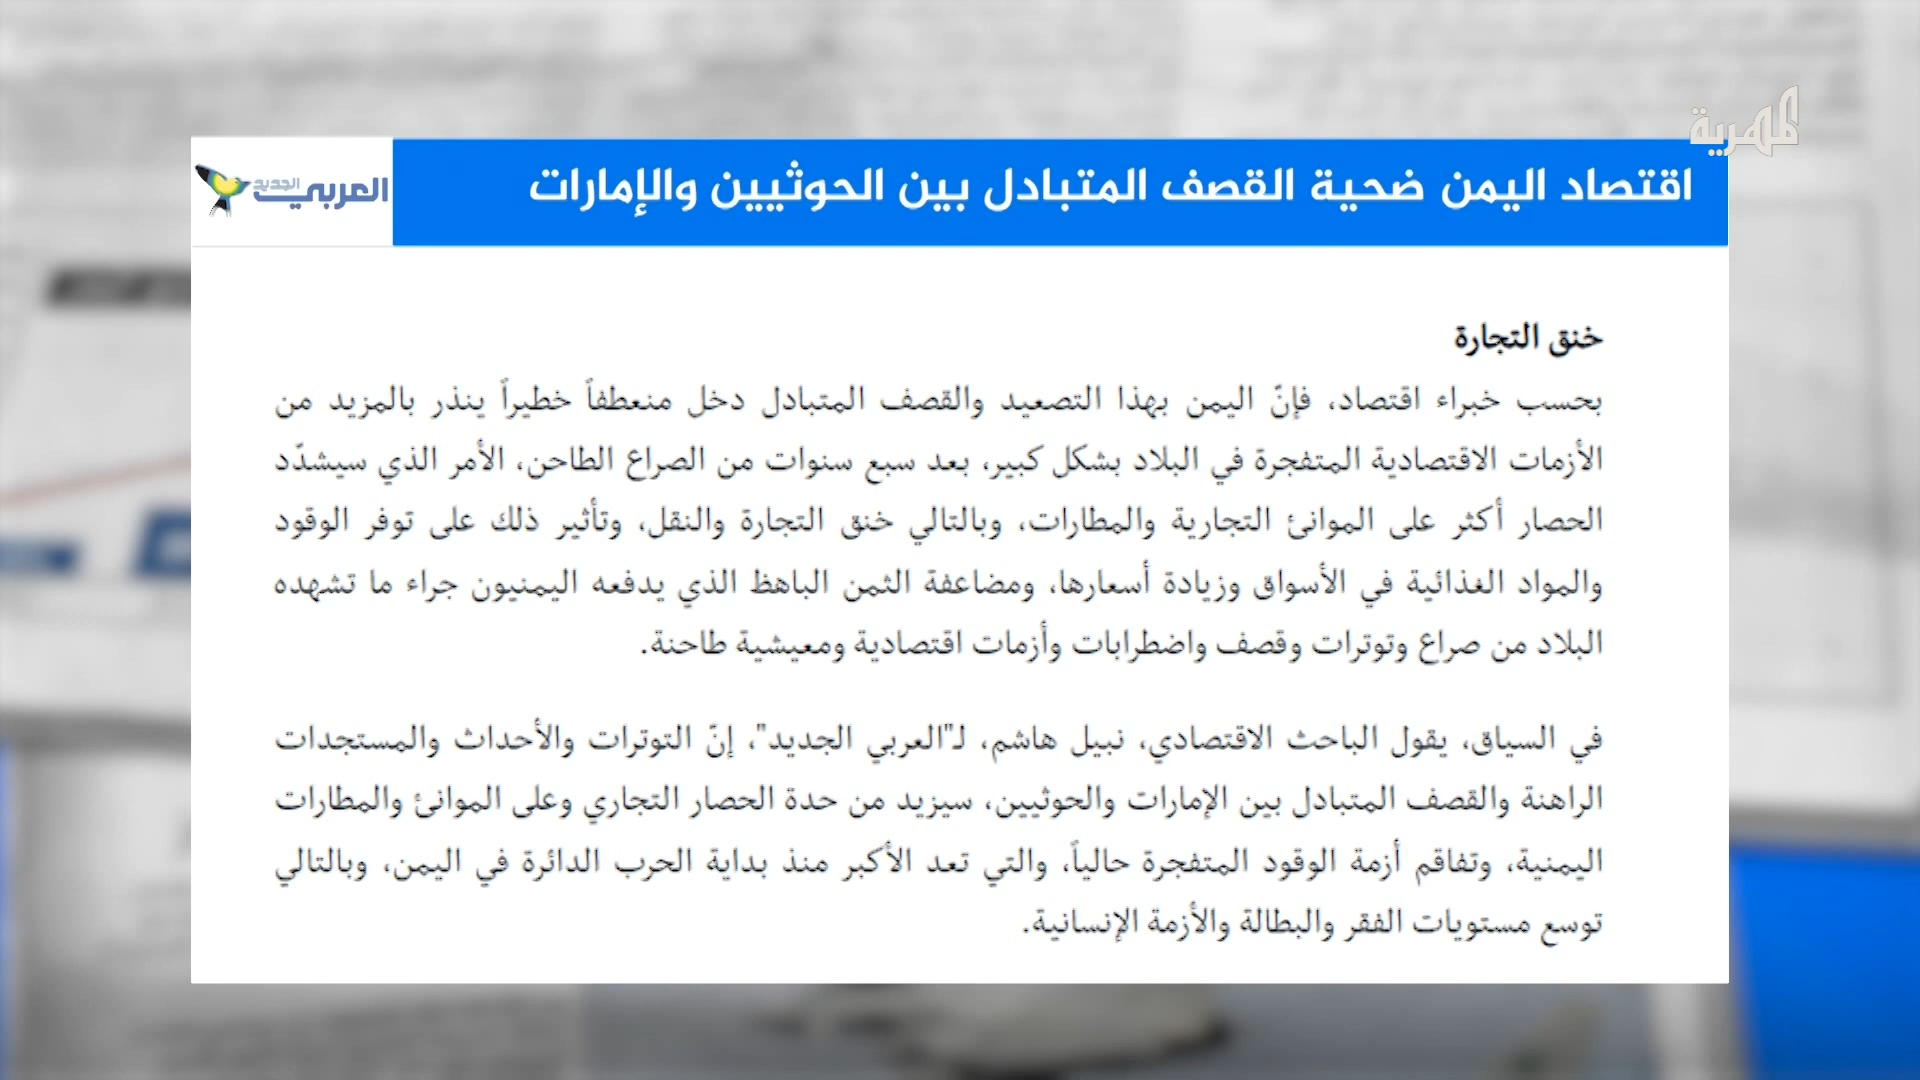 المهرية
اقتصاد اليمن ضحية القصف المتبادل بين الحوثيين والإمارات
العربي الجديد
خنق التجارة
بحسب خبراء اقتصاد، فإنّ اليمن بهذا التصعيد والقصف المتبادل دخل منعطفاً خطيراً ينذر بالمزيد من
الأزمات الاقتصادية المتفجرة في البلاد بشكل كبير، بعد سبع سنوات من الصراع الطاحن، الأمر الذي سيشدّد
الحصار أكثر على الموانئ التجارية والمطارات، وبالتالي خنق التجارة والنقل، وتأثير ذلك على توفر الوقود
والمواد الغذائية في الأسواق وزيادة أسعارها، ومضاعفة الثمن الباهظ الذي يدفعه اليمنيون جراء ما تشهده
البلاد من صراع وتوترات وقصف واضطرابات وأزمات اقتصادية ومعيشية طاحنة.
في السياق، يقول الباحث الاقتصادي، نبيل هاشم، لـ"العربي الجديد"، إنّ التوترات والأحداث والمستجدات
الراهنة والقصف المتبادل بين الإمارات والحوثيين، سيزيد من حدة الحصار التجاري وعلى الموانئ والمطارات
اليمنية، وتفاقم أزمة الوقود المتفجرة حالياً، والتي تعد الأكبر منذ بداية الحرب الدائرة في اليمن، وبالتالي
توسع مستويات الفقر والبطالة والأزمة الإنسانية.